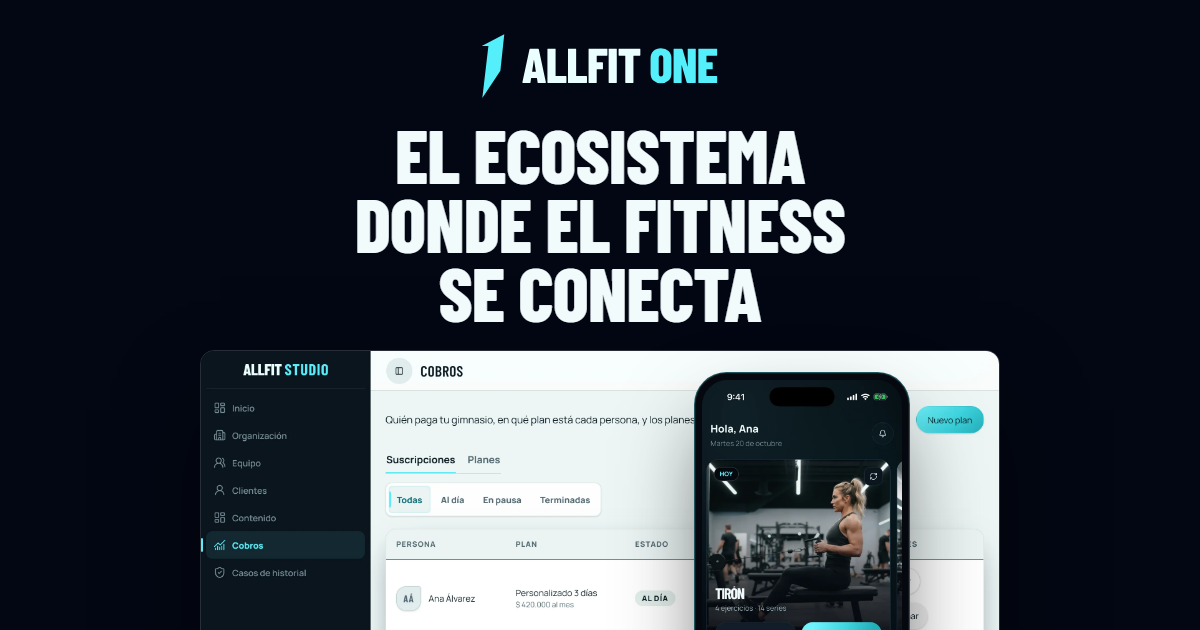 ALLFIT ONE
EL ECOSISTEMA
DONDE EL FITNESS
SE CONECTA
ALLFIT STUDIO
Inicio
Organización
Equipo
Clientes
Contenido
Cobros
Casos de historial
COBROS
Quién paga tu gimnasio, en qué plan está cada persona, y los planes
Nuevo plan
Suscripciones Planes
Todas Al día En pausa Terminadas
PERSONA PLAN ESTADO
AÁ Ana Álvarez
Personalizado 3 días
$ 420.000 al mes
AL DÍA
9:41
Hola, Ana
Martes 20 de octubre
HOY
TIRÓN
4 ejercicios · 14 series